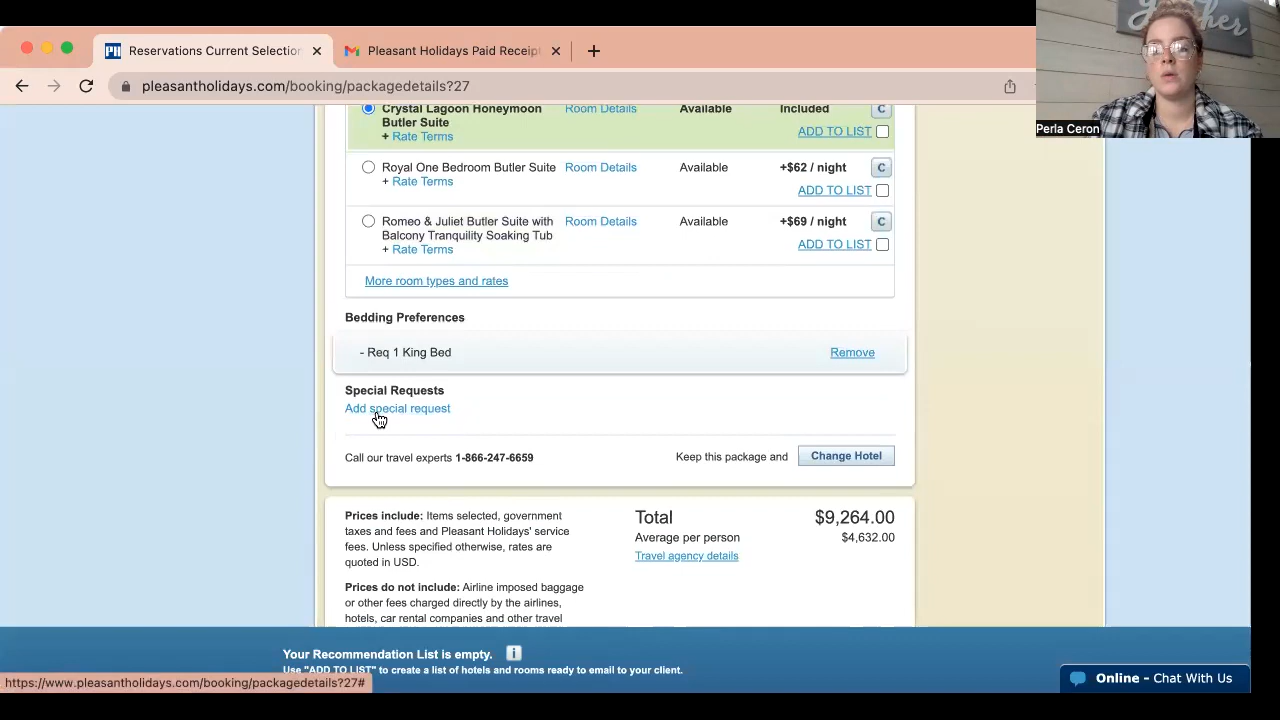 Reservations Current Selection
Pleasant Holidays Paid Receipt
pleasantholidays.com/booking/packagedetails?27
Gather
Perla Ceron
Crystal Lagoon Honeymoon
Butler Suite
+ Rate Terms
Room Details
Available
Included
C
ADD TO LIST
Royal One Bedroom Butler Suite
+ Rate Terms
Room Details
Available
+$62 / night
C
ADD TO LIST
Romeo & Juliet Butler Suite with
Balcony Tranquility Soaking Tub
+ Rate Terms
Room Details
Available
+$69 / night
C
ADD TO LIST
More room types and rates
Bedding Preferences
- Req 1 King Bed
Remove
Special Requests
Add special request
Call our travel experts 1-866-247-6659
Keep this package and
Change Hotel
Prices include: Items selected, government
taxes and fees and Pleasant Holidays' service
fees. Unless specified otherwise, rates are
quoted in USD.
Prices do not include: Airline imposed baggage
or other fees charged directly by the airlines,
hotels, car rental companies and other travel
Total
$9,264.00
Average per person
$4,632.00
Travel agency details
Your Recommendation List is empty.
i
Use "ADD TO LIST" to create a list of hotels and rooms ready to email to your client.
https://www.pleasantholidays.com/booking/packagedetails?27#
Online - Chat With Us